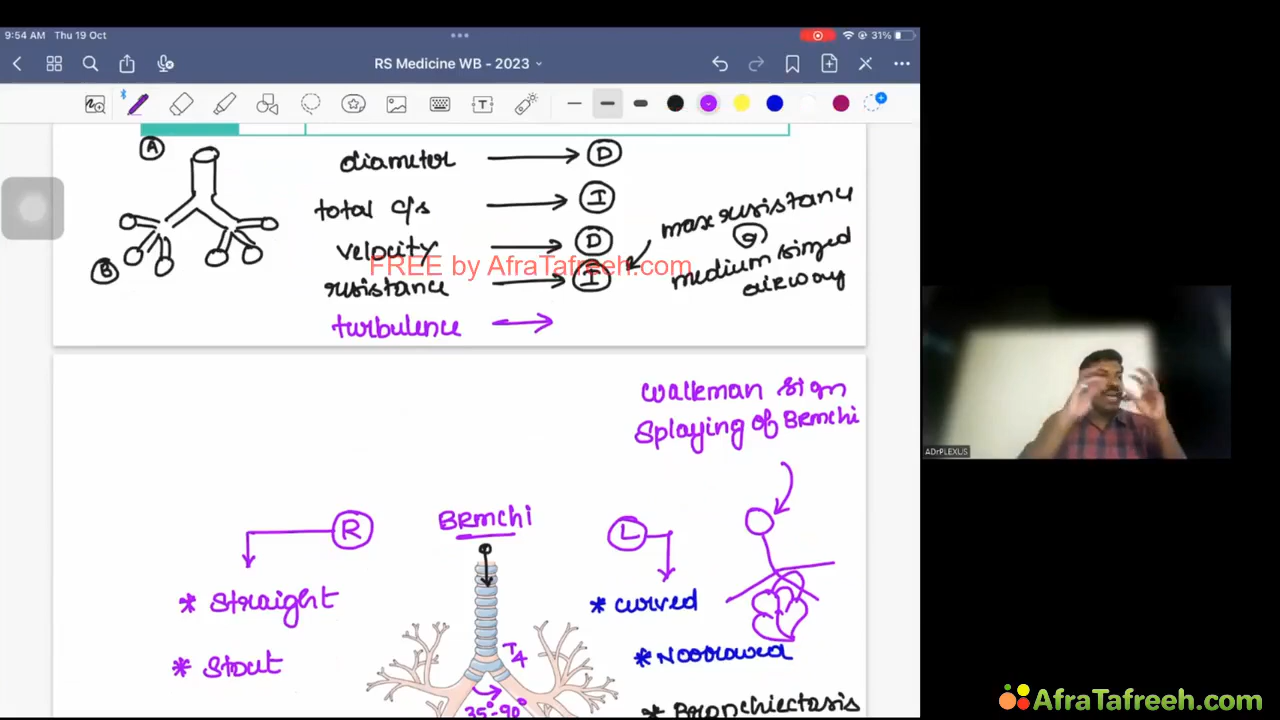 9:54 AM Thu 19 Oct
31%
RS Medicine WB - 2023
A
B
diameter → D
total c/s → I
velocity → D
resistance → I
max resistance
@
medium sized
airway
turbulence →
FREE by AfraTafreeh.com
Walkman sign
Splaying of Bronchi
Bronchi
R
* Straight
* Stout
L
* Curved
* Narrowed
* Bronchiectasis
T4
35°-90°
ADrPLEXUS
AfraTafreeh.com